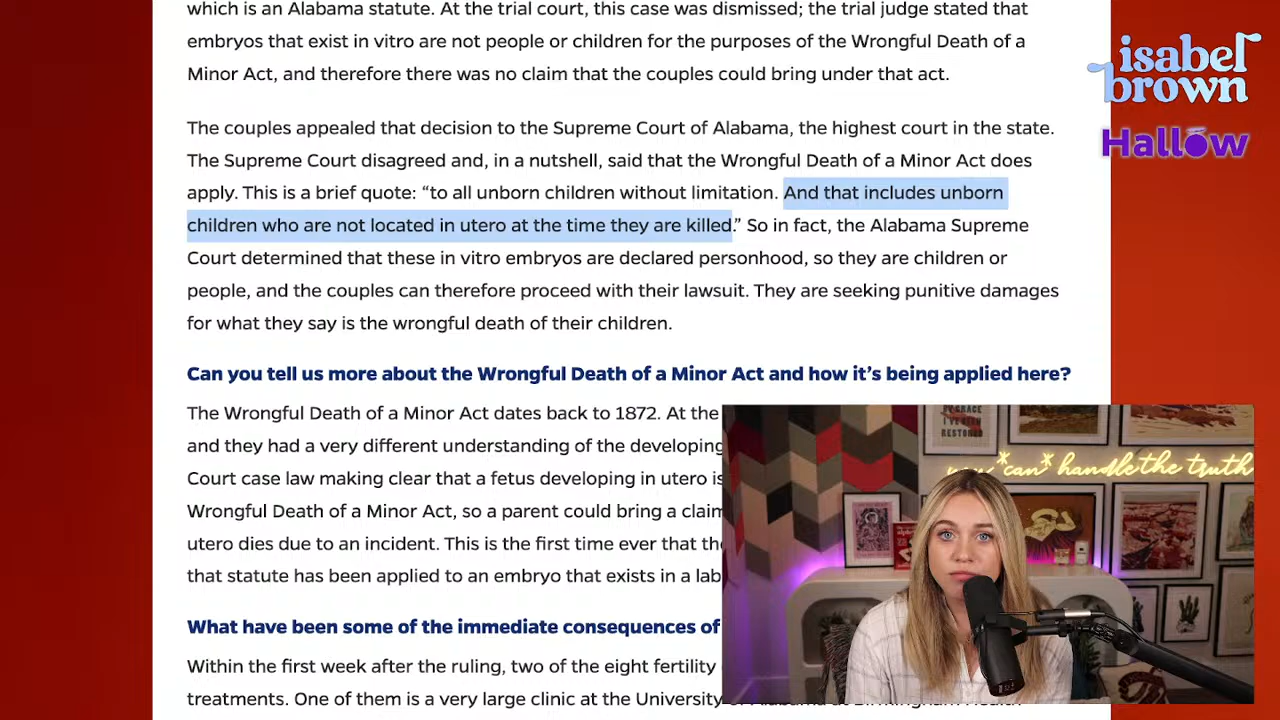 which is an Alabama statute. At the trial court, this case was dismissed; the trial judge stated that
embryos that exist in vitro are not people or children for the purposes of the Wrongful Death of a
Minor Act, and therefore there was no claim that the couples could bring under that act.
The couples appealed that decision to the Supreme Court of Alabama, the highest court in the state.
The Supreme Court disagreed and, in a nutshell, said that the Wrongful Death of a Minor Act does
apply. This is a brief quote: “to all unborn children without limitation. And that includes unborn
children who are not located in utero at the time they are killed.” So in fact, the Alabama Supreme
Court determined that these in vitro embryos are declared personhood, so they are children or
people, and the couples can therefore proceed with their lawsuit. They are seeking punitive damages
for what they say is the wrongful death of their children.
Can you tell us more about the Wrongful Death of a Minor Act and how it’s being applied here?
The Wrongful Death of a Minor Act dates back to 1872. At the
and they had a very different understanding of the developing
Court case law making clear that a fetus developing in utero is
Wrongful Death of a Minor Act, so a parent could bring a claim
utero dies due to an incident. This is the first time ever that the
that statute has been applied to an embryo that exists in a lab
What have been some of the immediate consequences of
Within the first week after the ruling, two of the eight fertility
treatments. One of them is a very large clinic at the University of Alabama at Birmingham Health
isabel
brown
Hallow
*can* handle the truth
BY GRACE
I'VE BEEN
RESTORED